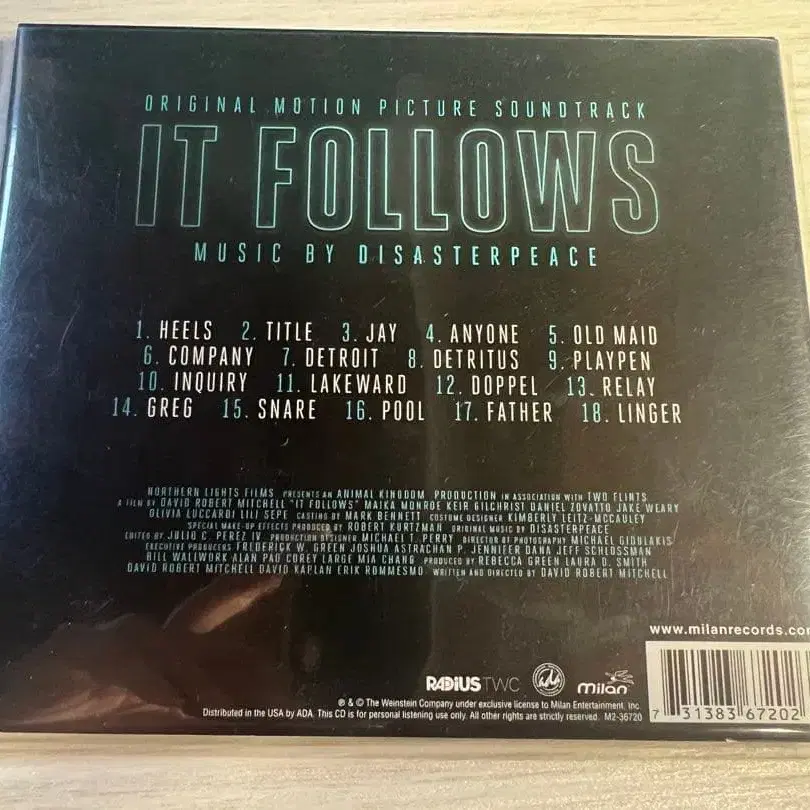 ORIGINAL MOTION PICTURE SOUNDTRACK
IT FOLLOWS
MUSIC BY DISASTERPEACE
1. HEELS 2. TITLE 3. JAY 4. ANYONE 5. OLD MAID
6. COMPANY 7. DETROIT 8. DETRITUS 9. PLAYPEN
10. INQUIRY 11. LAKEWARD 12. DOPPEL 13. RELAY
14. GREG 15. SNARE 16. POOL 17. FATHER 18. LINGER
NORTHERN LIGHTS FILMS PRESENTS AN ANIMAL KINGDOM PRODUCTION IN ASSOCIATION WITH TWO FLINTS
A FILM BY DAVID ROBERT MITCHELL "IT FOLLOWS" MAIKA MONROE KEIR GILCHRIST DANIEL ZOVATTO JAKE WEARY
OLIVIA LUCCARDI LILI SEPE CASTING BY MARK BENNETT COSTUME DESIGNER KIMBERLY LEITZ-MCCAULEY
SPECIAL MAKE-UP EFFECTS PRODUCED BY ROBERT KURTZMAN ORIGINAL MUSIC BY DISASTERPEACE
EDITED BY JULIO C. PEREZ IV PRODUCTION DESIGNER MICHAEL T. PERRY DIRECTOR OF PHOTOGRAPHY MICHAEL GIOULAKIS
EXECUTIVE PRODUCERS FREDERICK W. GREEN JOSHUA ASTRACHAN P. JENNIFER DANA JEFF SCHLOSSMAN
BILL WALLWORK ALAN PAO COREY LARGE MIA CHANG PRODUCED BY REBECCA GREEN LAURA D. SMITH
DAVID ROBERT MITCHELL DAVID KAPLAN ERIK ROMMESMO WRITTEN AND DIRECTED BY DAVID ROBERT MITCHELL
www.milanrecords.com
RADiUS TWC ada milan
℗ & © The Weinstein Company under exclusive license to Milan Entertainment, Inc.
Distributed in the USA by ADA. This CD is for personal listening use only. All other rights are strictly reserved. M2-36720
7 31383 67202